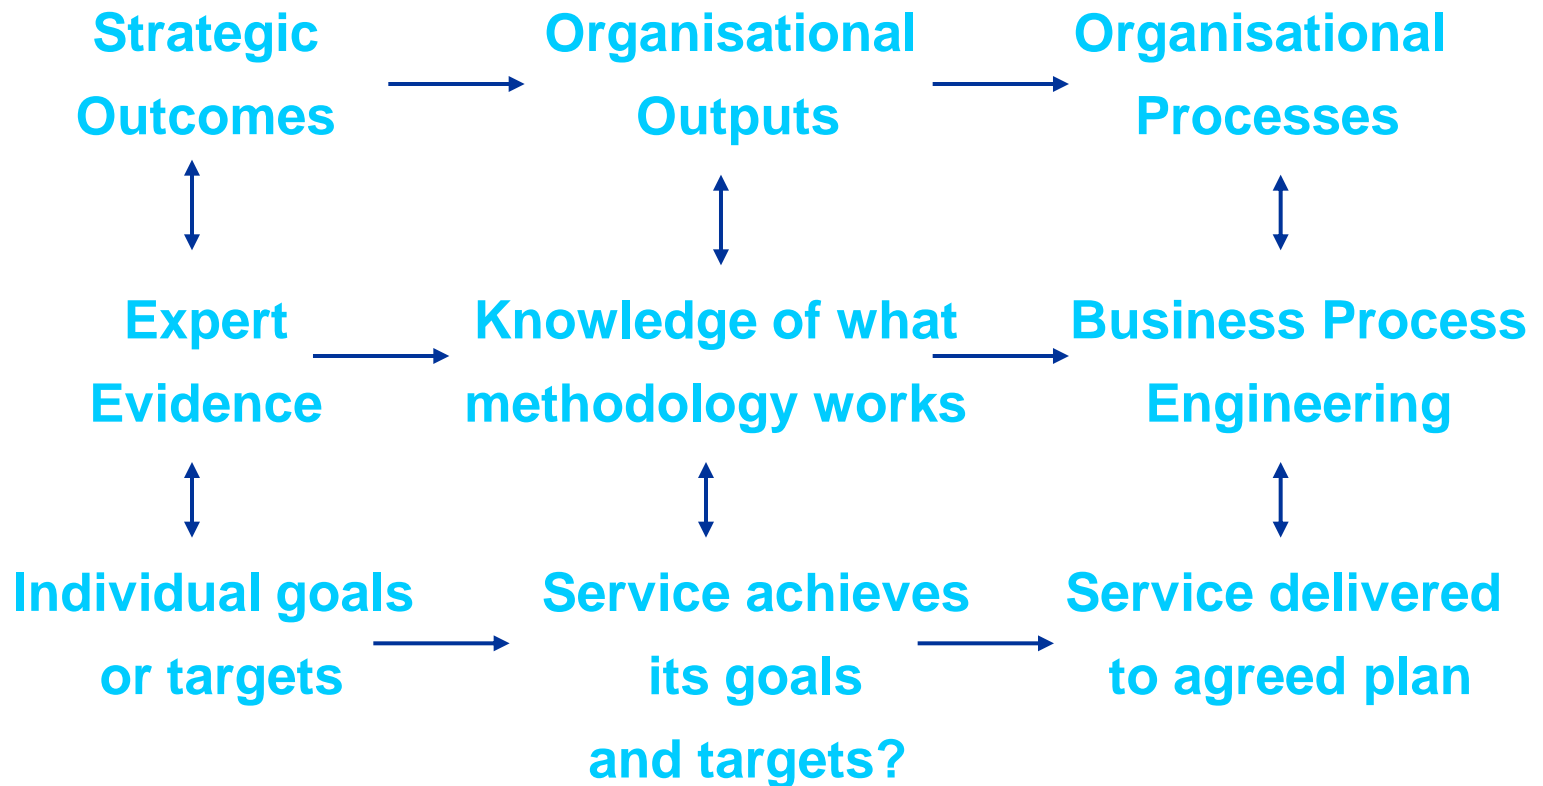 Strategic
Outcomes
Organisational
Outputs
Organisational
Processes
Expert
Evidence
Knowledge of what
methodology works
Business Process
Engineering
Individual goals
or targets
Service achieves
its goals
and targets?
Service delivered
to agreed plan